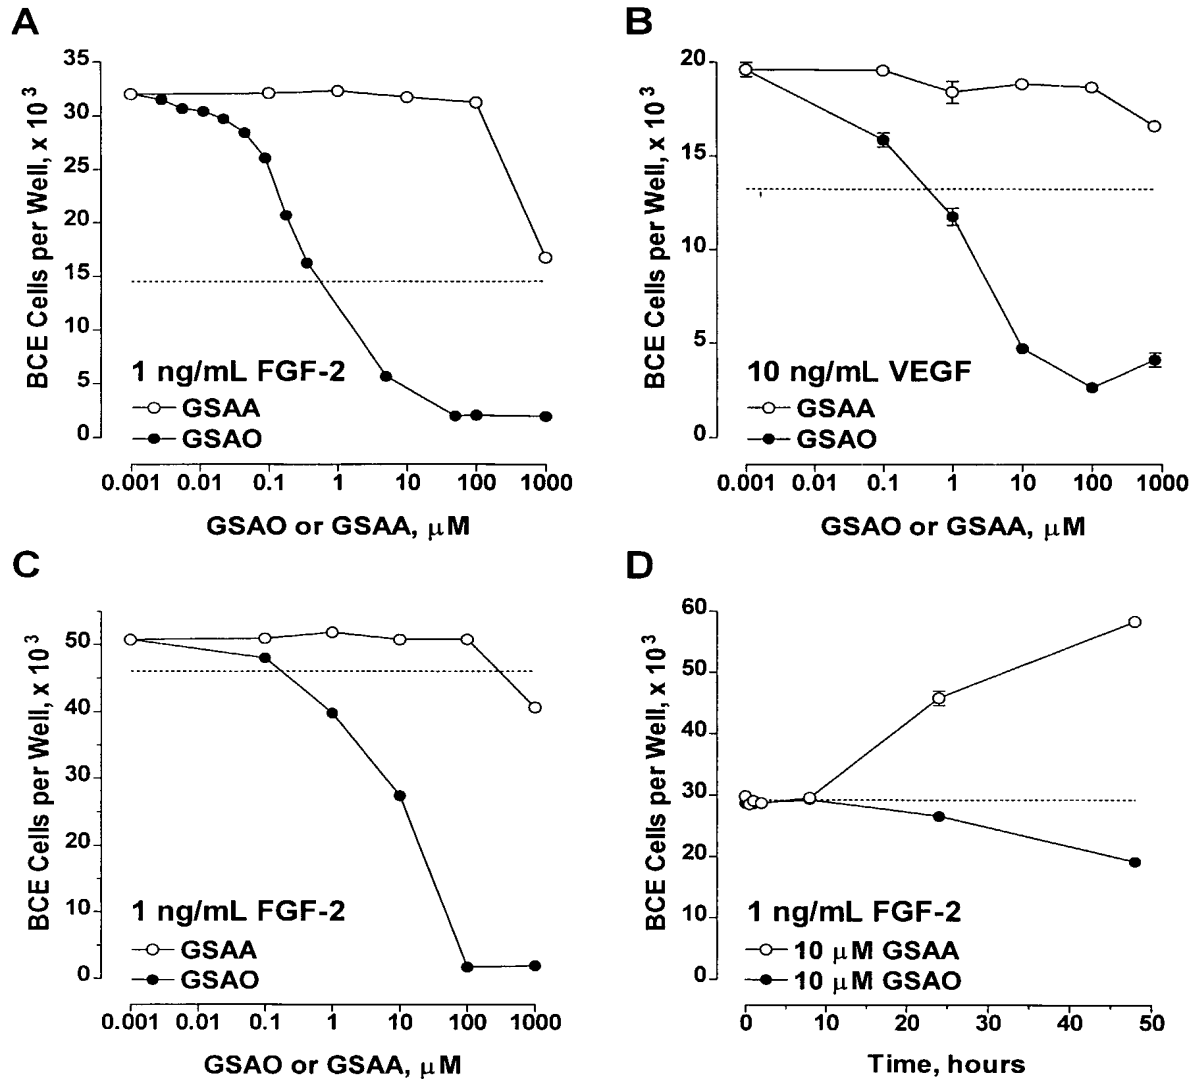 A
35
30
25
20
15
10
5
0
BCE Cells per Well, x 10³
1 ng/mL FGF-2
GSAA
GSAO
0.001 0.01 0.1 1 10 100 1000
GSAO or GSAA, μM
B
20
15
10
5
0
BCE Cells per Well, x 10³
10 ng/mL VEGF
GSAA
GSAO
0.001 0.01 0.1 1 10 100 1000
GSAO or GSAA, μM
C
50
40
30
20
10
0
BCE Cells per Well, x 10³
1 ng/mL FGF-2
GSAA
GSAO
0.001 0.01 0.1 1 10 100 1000
GSAO or GSAA, μM
D
60
50
40
30
20
10
0
BCE Cells per Well, x 10³
1 ng/mL FGF-2
10 μM GSAA
10 μM GSAO
0 10 20 30 40 50
Time, hours